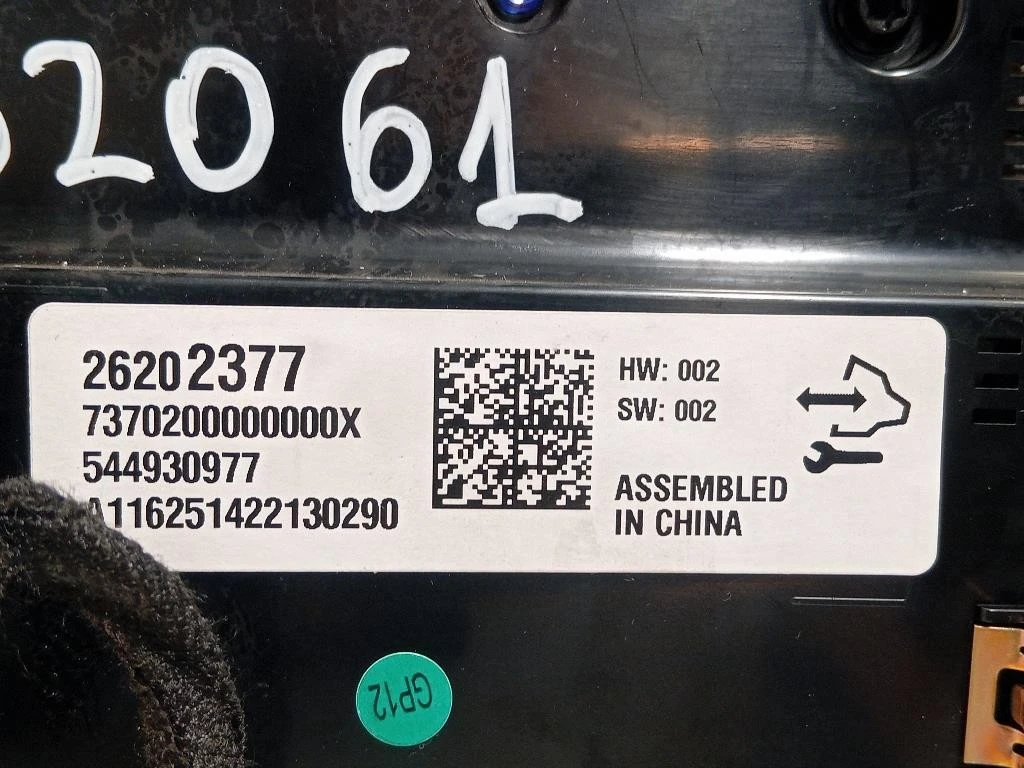 2061
26202377
7370200000000X
544930977
A116251422130290
HW: 002
SW: 002
ASSEMBLED
IN CHINA
GP12